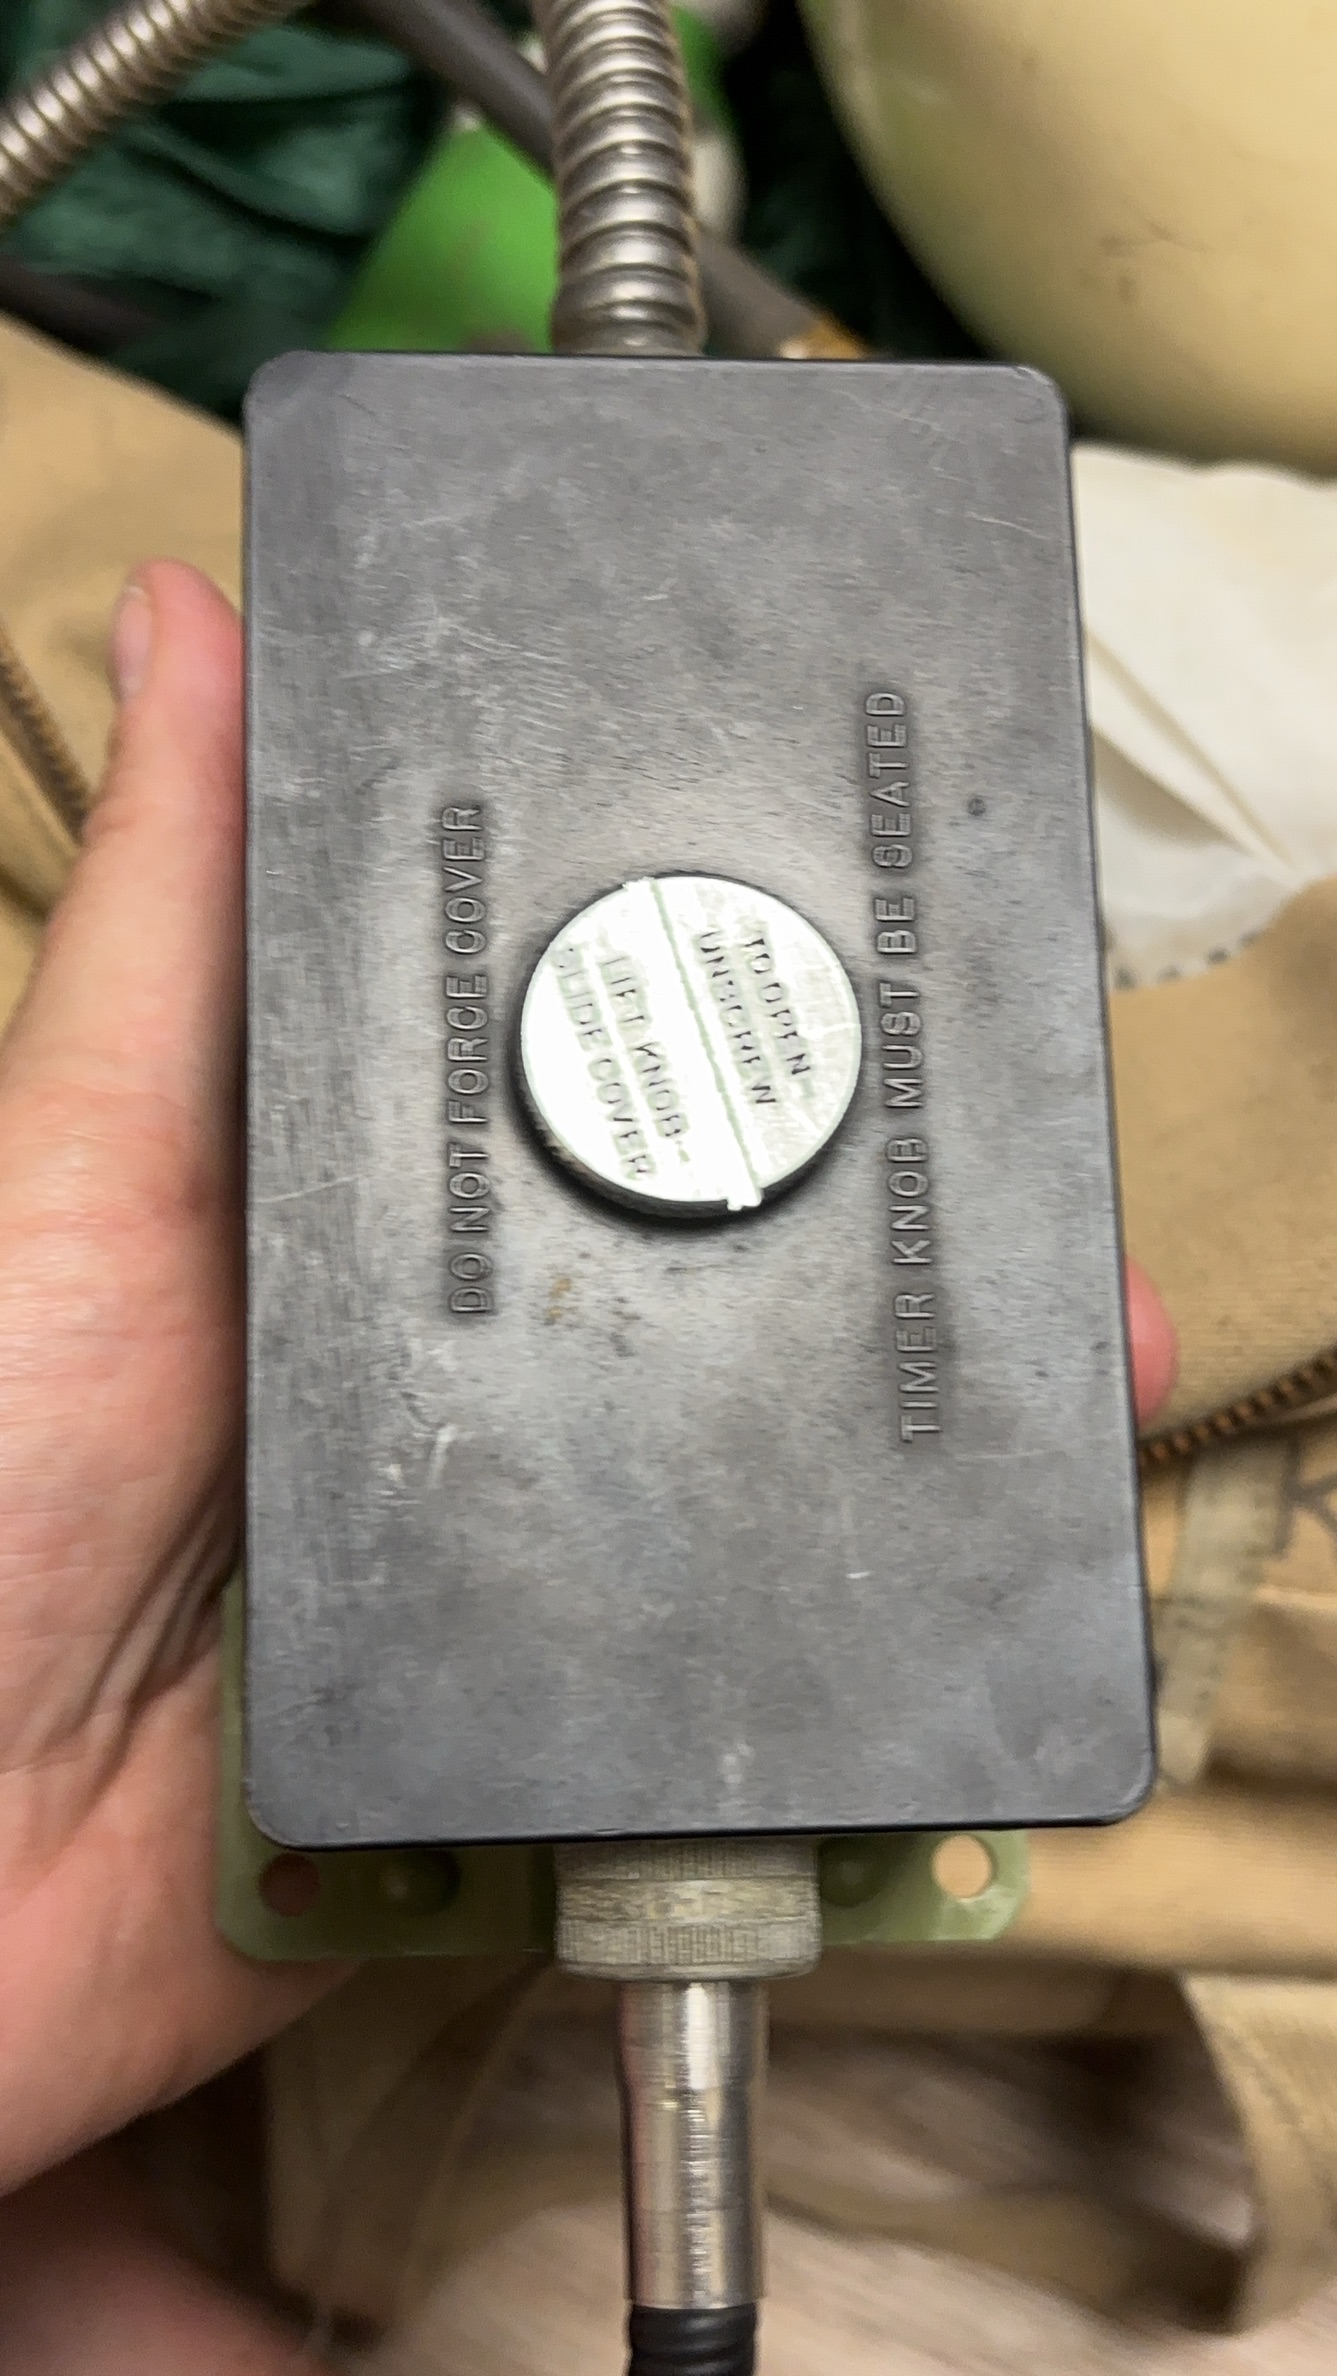 DO NOT FORCE COVER
TO OPEN
UNSCREW
LIFT KNOB-
SLIDE COVER
TIMER KNOB MUST BE SEATED